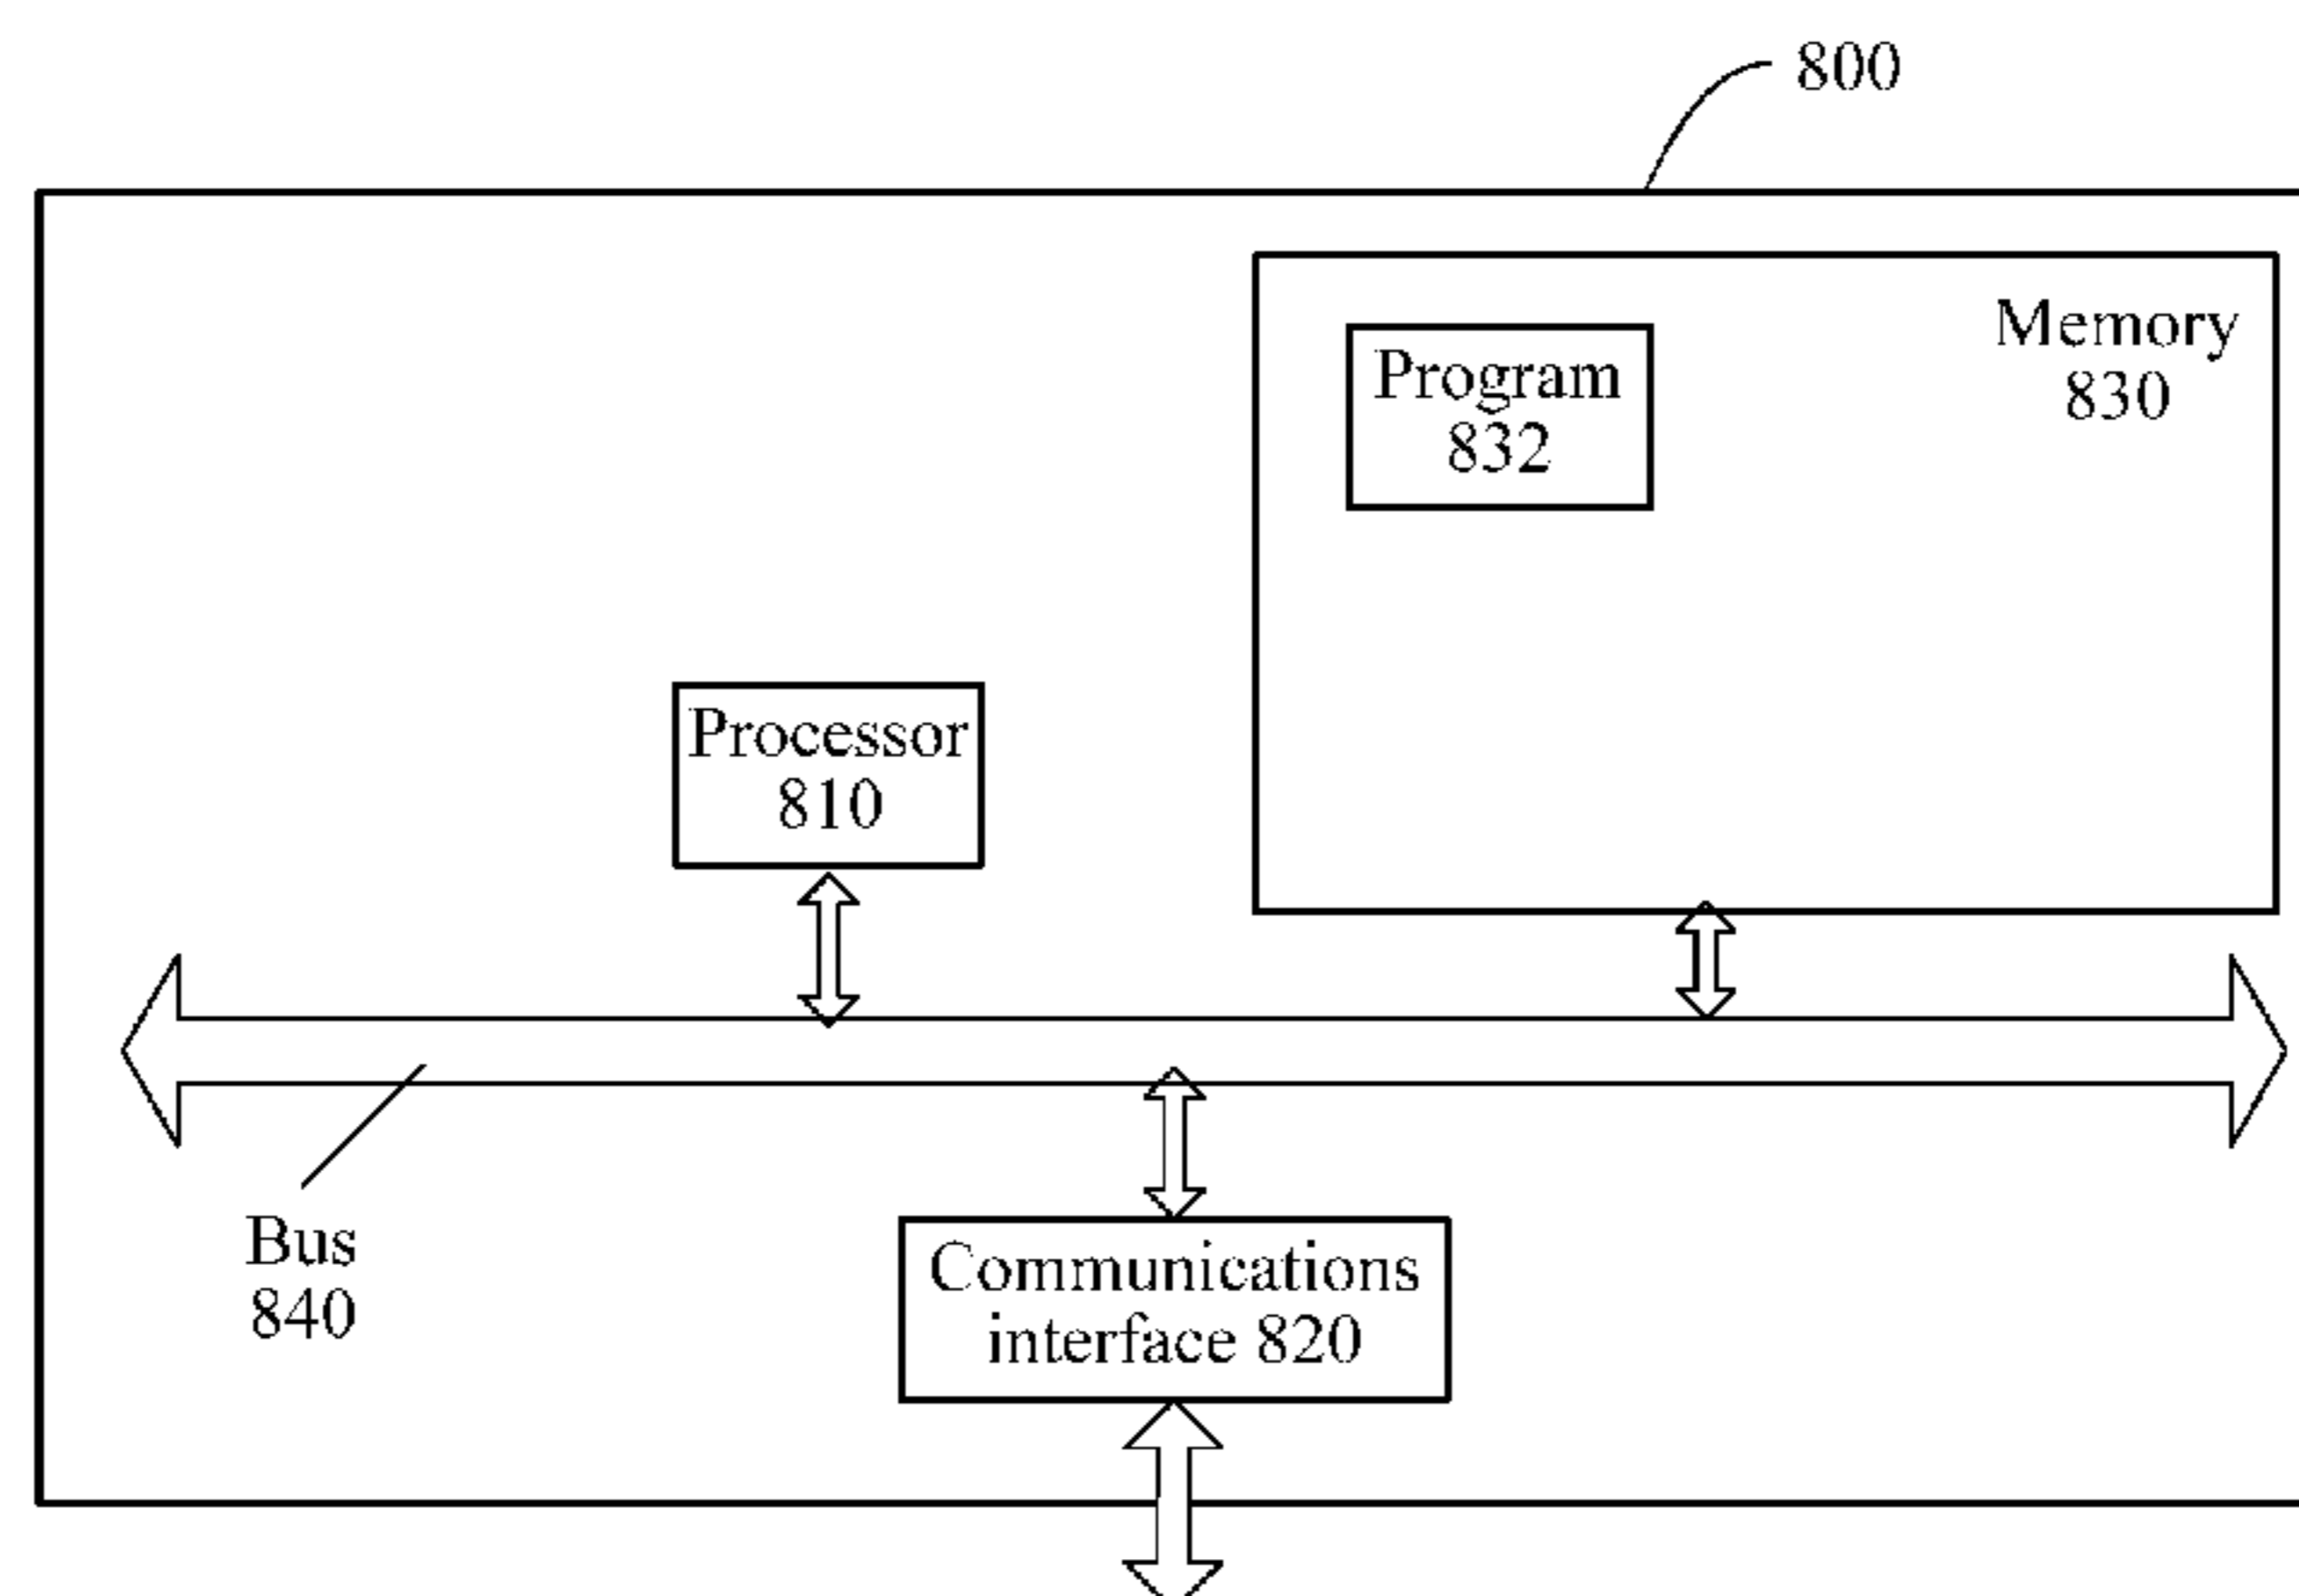 800
Memory
830
Program
832
Processor
810
Bus
840
Communications
interface 820